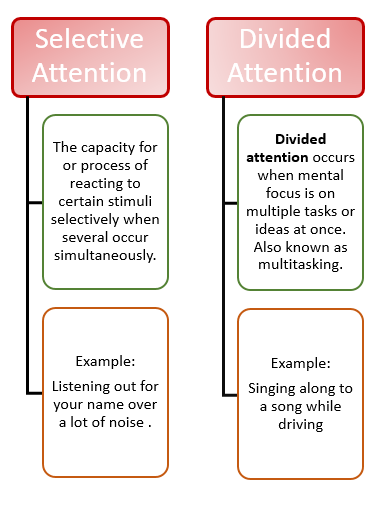 Selective
Attention
The capacity for
or process of
reacting to
certain stimuli
selectively when
several occur
simultaneously.
Example:
Listening out for
your name over
a lot of noise .
Divided
Attention
Divided
attention occurs
when mental
focus is on
multiple tasks or
ideas at once.
Also known as
multitasking.
Example:
Singing along to
a song while
driving